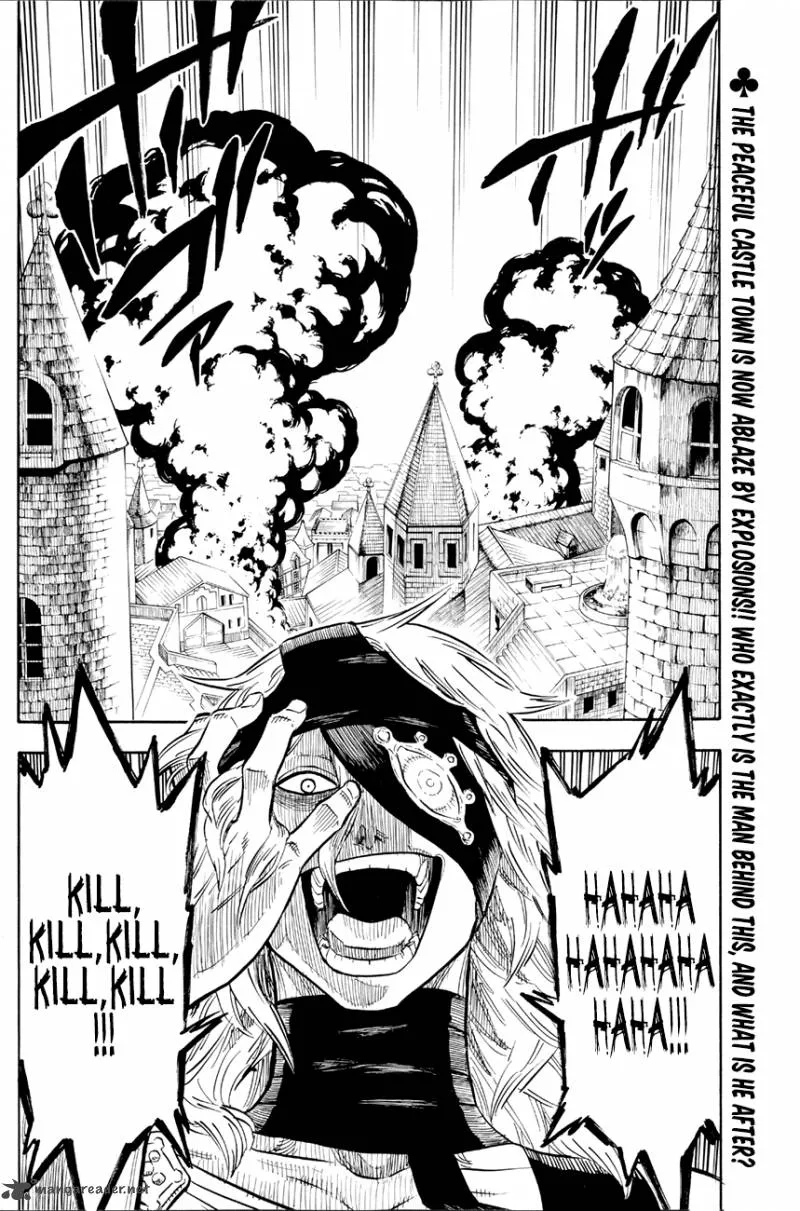 ♣ THE PEACEFUL CASTLE TOWN IS NOW ABLAZE BY EXPLOSIONS!! WHO EXACTLY IS THE MAN BEHIND THIS, AND WHAT IS HE AFTER?
HAHAHA
HAHAHAHA
HAHA!!!
KILL,
KILL,KILL,
KILL,KILL
!!!
mangareader.net